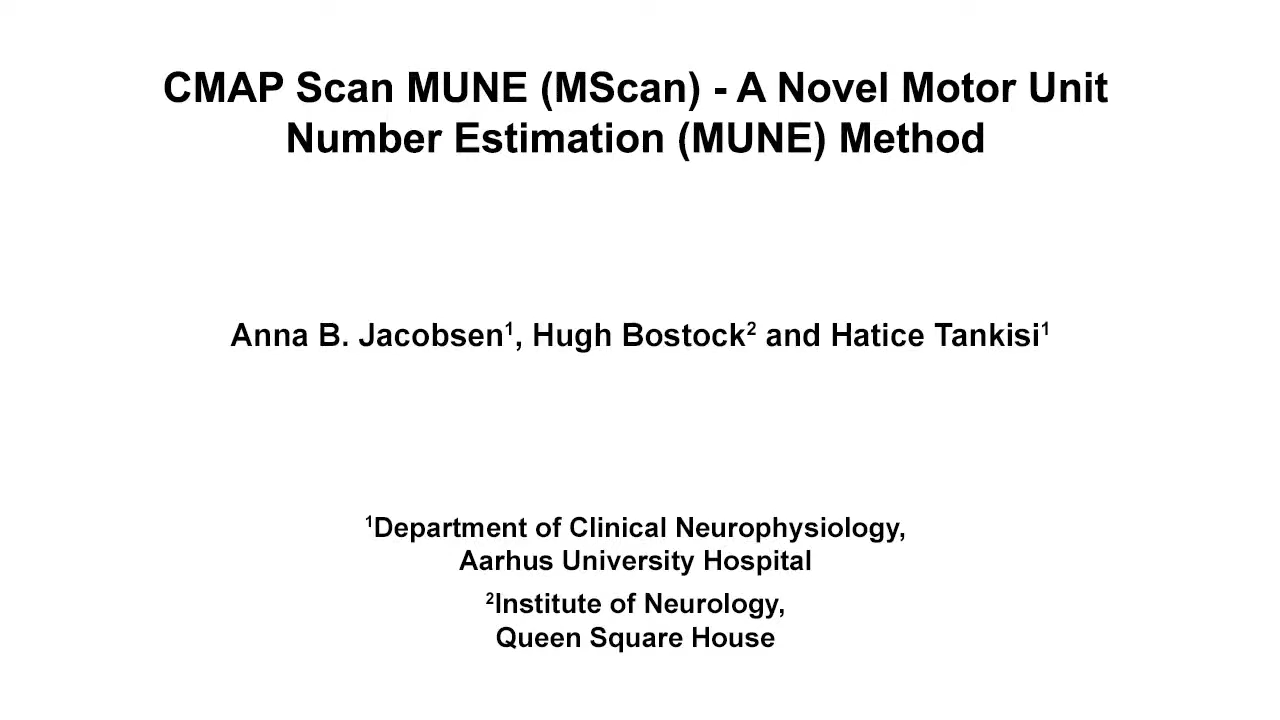 CMAP Scan MUNE (MScan) - A Novel Motor Unit
Number Estimation (MUNE) Method
Anna B. Jacobsen¹, Hugh Bostock² and Hatice Tankisi¹
¹Department of Clinical Neurophysiology,
Aarhus University Hospital
²Institute of Neurology,
Queen Square House